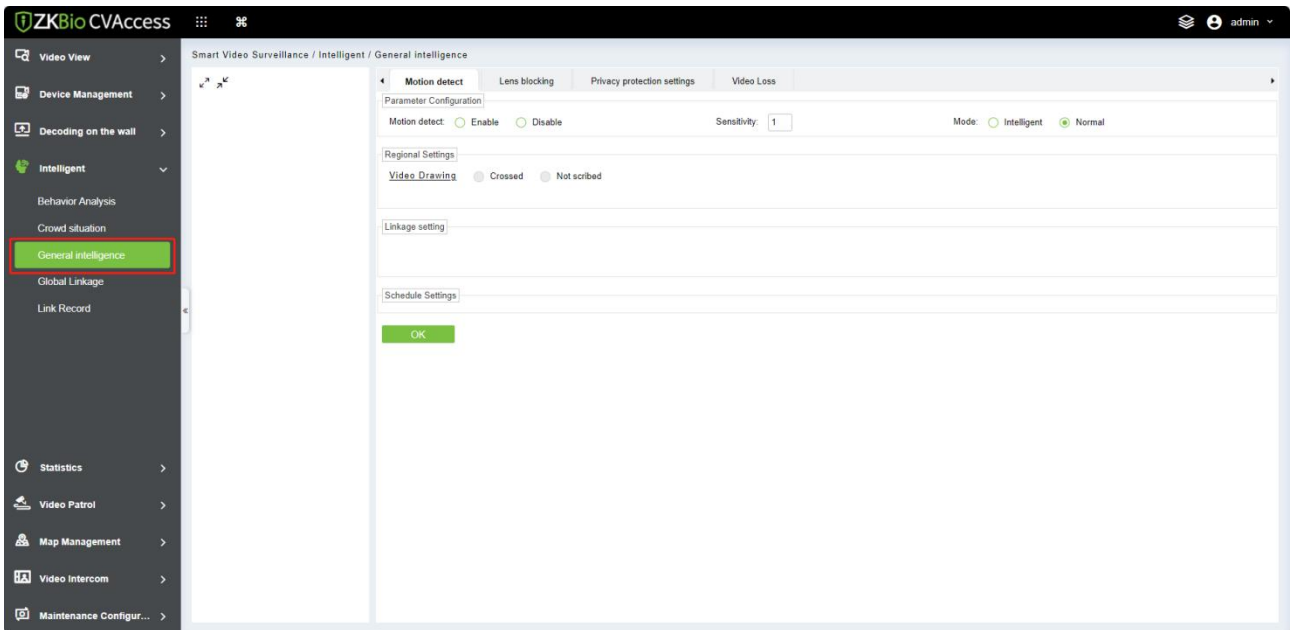 ZKBio CVAccess
admin
Video View
Device Management
Decoding on the wall
Intelligent
Behavior Analysis
Crowd situation
General intelligence
Global Linkage
Link Record
Statistics
Video Patrol
Map Management
Video Intercom
Maintenance Configur...
Smart Video Surveillance / Intelligent / General intelligence
Motion detect Lens blocking Privacy protection settings Video Loss
Parameter Configuration
Motion detect: Enable Disable Sensitivity: 1 Mode: Intelligent Normal
Regional Settings
Video Drawing Crossed Not scribed
Linkage setting
Schedule Settings
OK